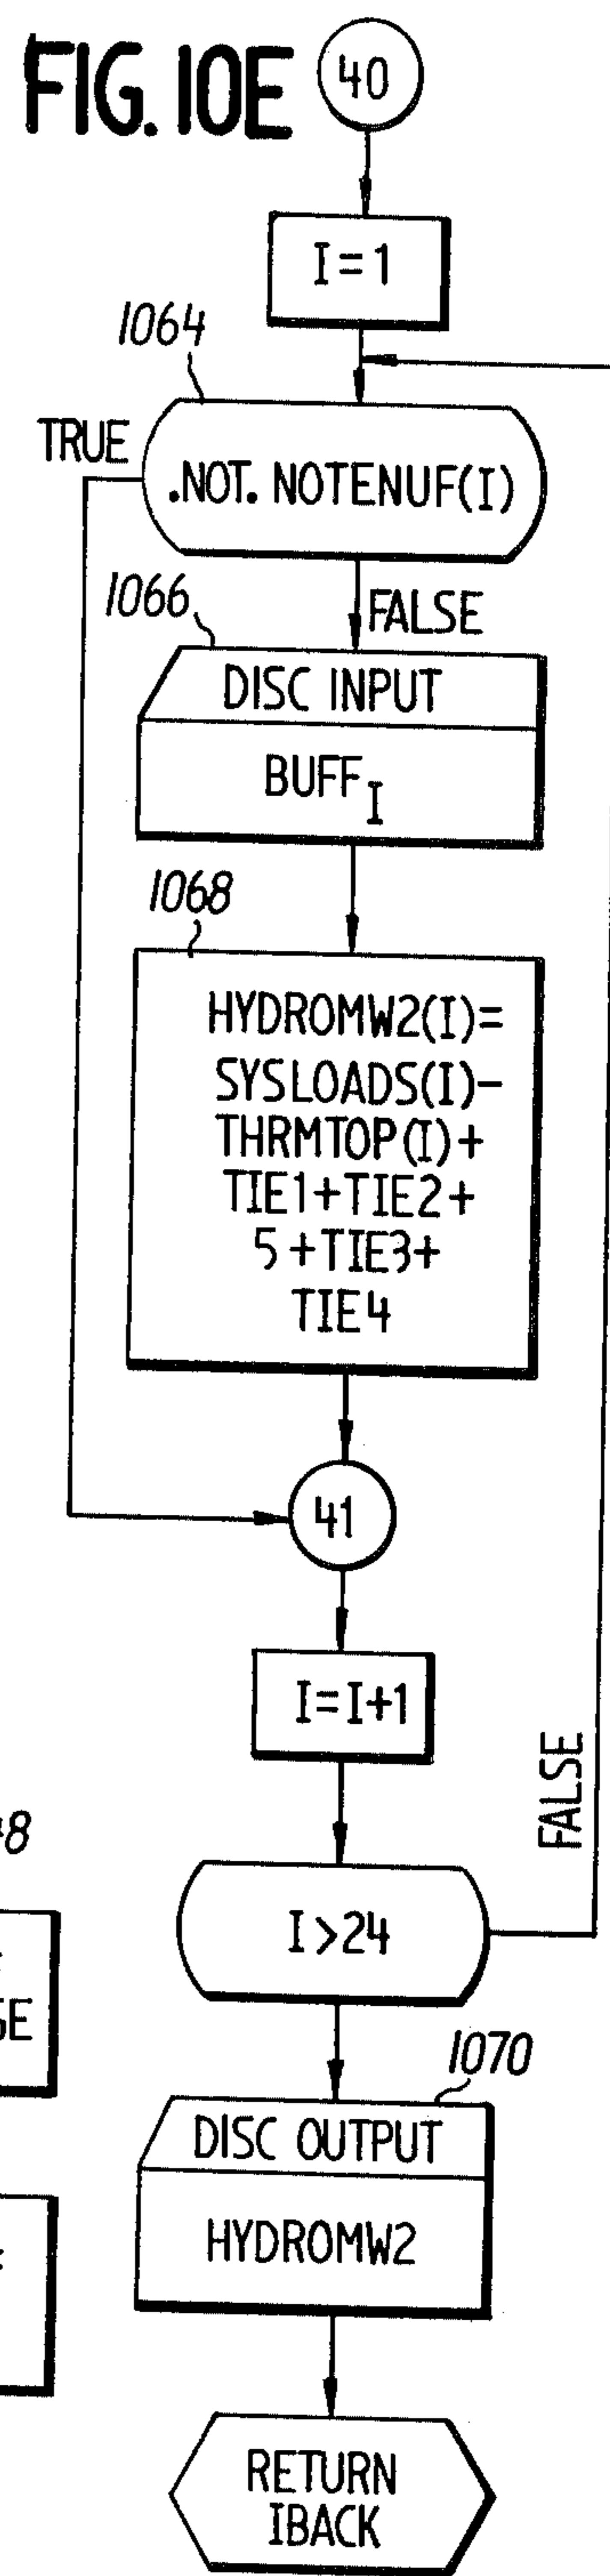 FIG. 10E
40
I=1
1064
TRUE
.NOT. NOTENUF(I)
FALSE
1066
DISC INPUT
BUFF I
1068
HYDROMW2(I)=
SYSLOADS(I)-
THRMTOP(I)+
TIE1+TIE2+
5+TIE3+
TIE4
41
I=I+1
FALSE
I>24
1070
DISC OUTPUT
HYDROMW2
RETURN
IBACK